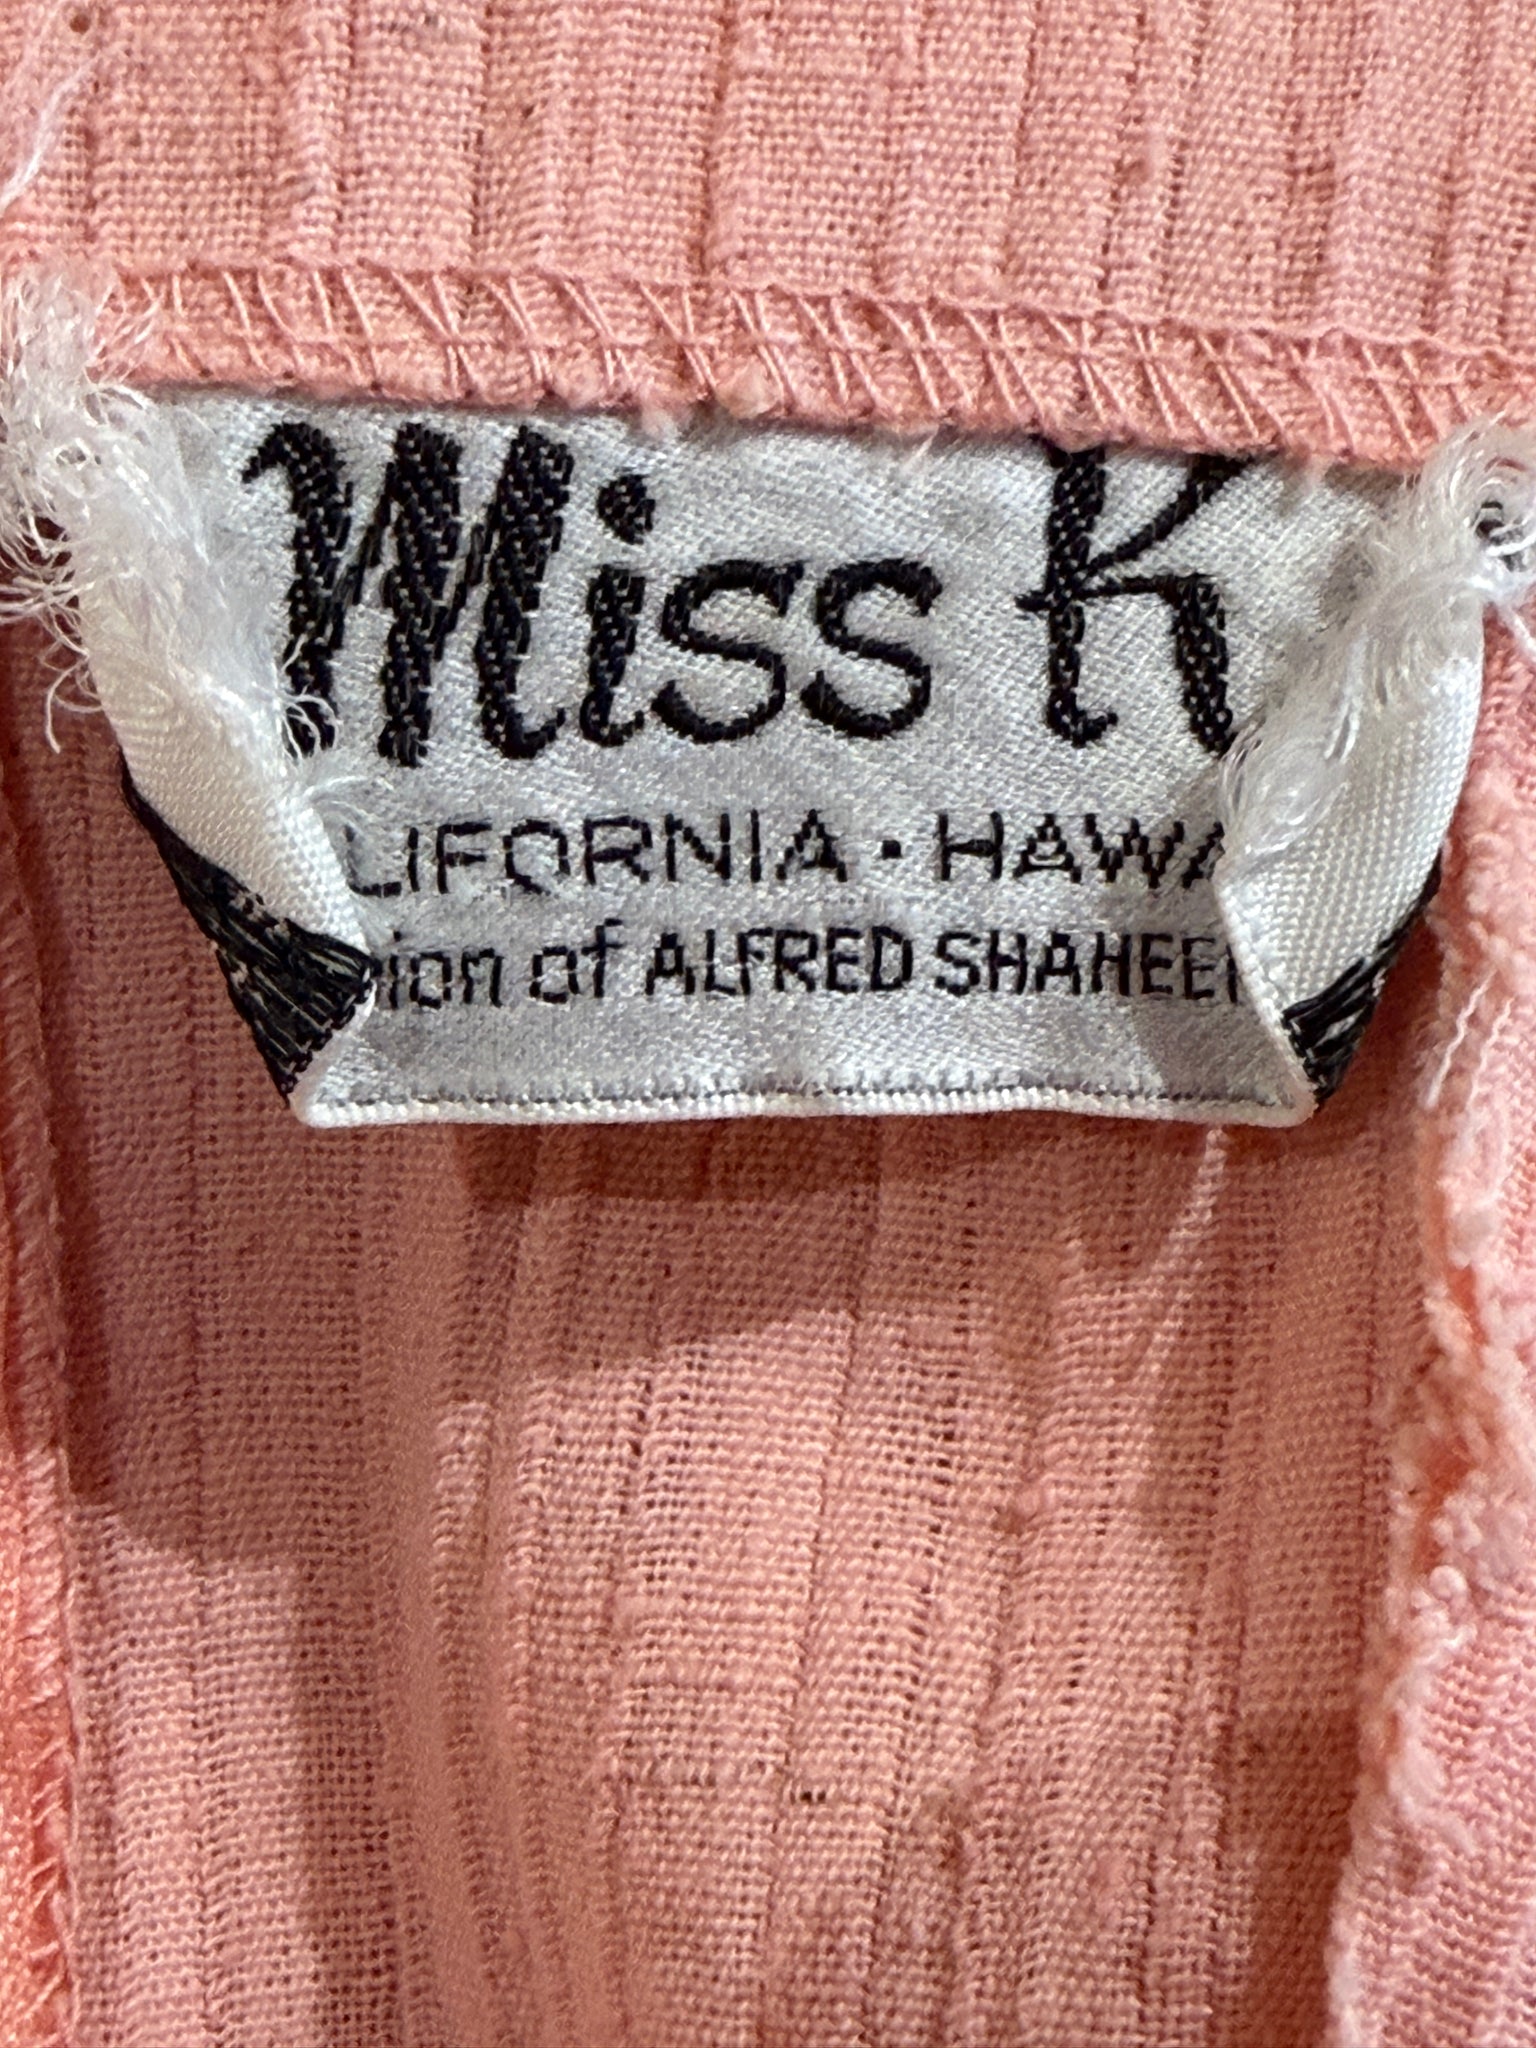 Miss K
LIFORNIA · HAWA
ion of ALFRED SHAHEE